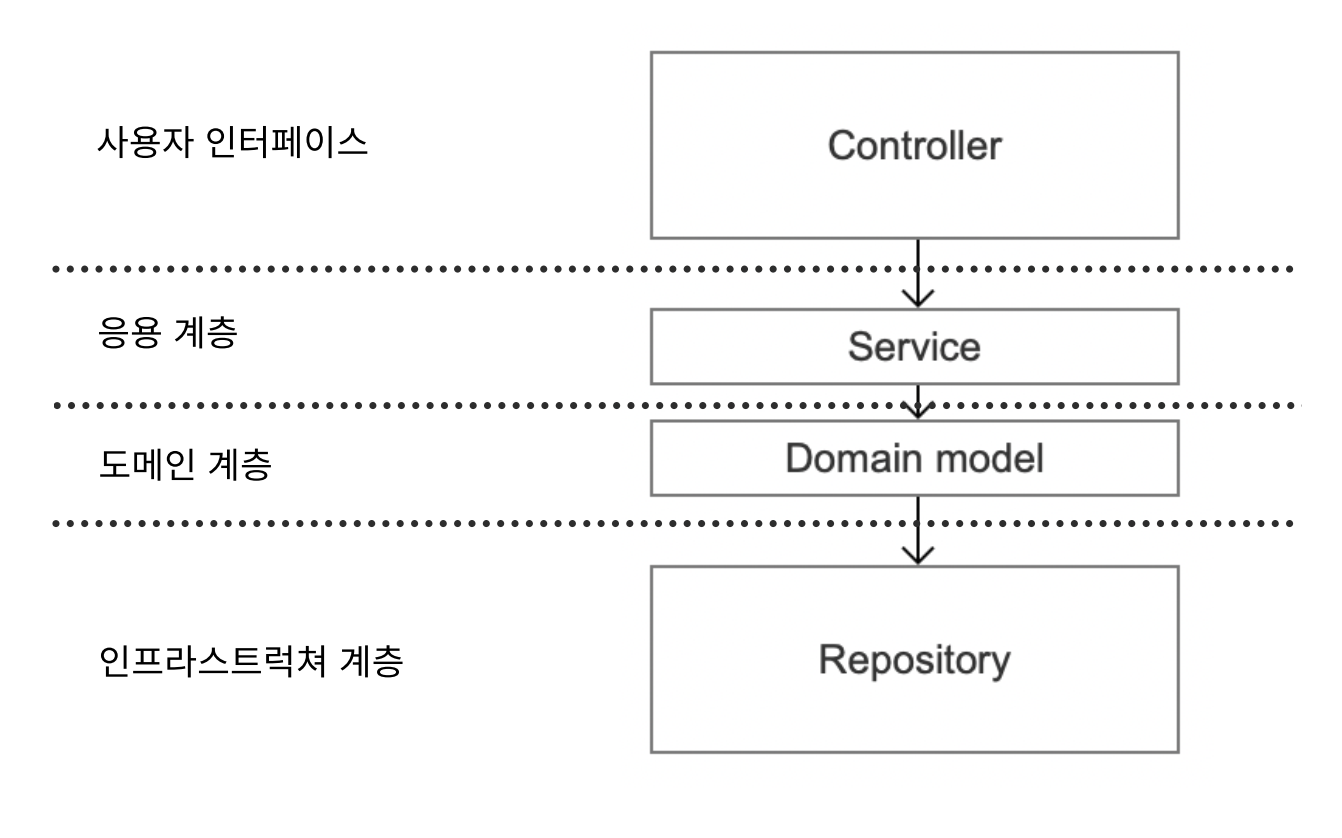 사용자 인터페이스
Controller
응용 계층
Service
도메인 계층
Domain model
인프라스트럭쳐 계층
Repository